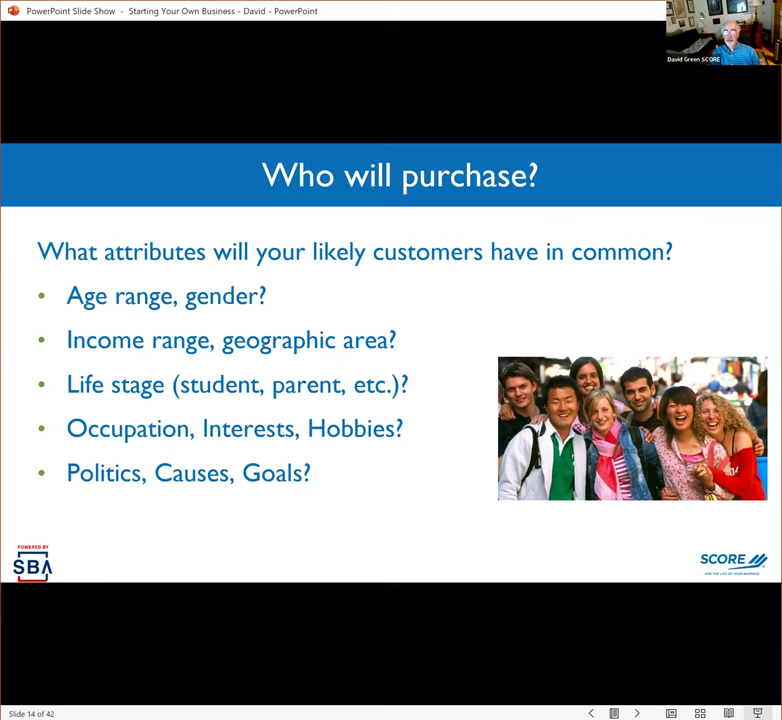 PowerPoint Slide Show - Starting Your Own Business - David - PowerPoint
David Green SCORE
Who will purchase?
What attributes will your likely customers have in common?
• Age range, gender?
• Income range, geographic area?
• Life stage (student, parent, etc.)?
• Occupation, Interests, Hobbies?
• Politics, Causes, Goals?
POWERED BY
SBA
SCORE
FOR THE LIFE OF YOUR BUSINESS
Slide 14 of 42